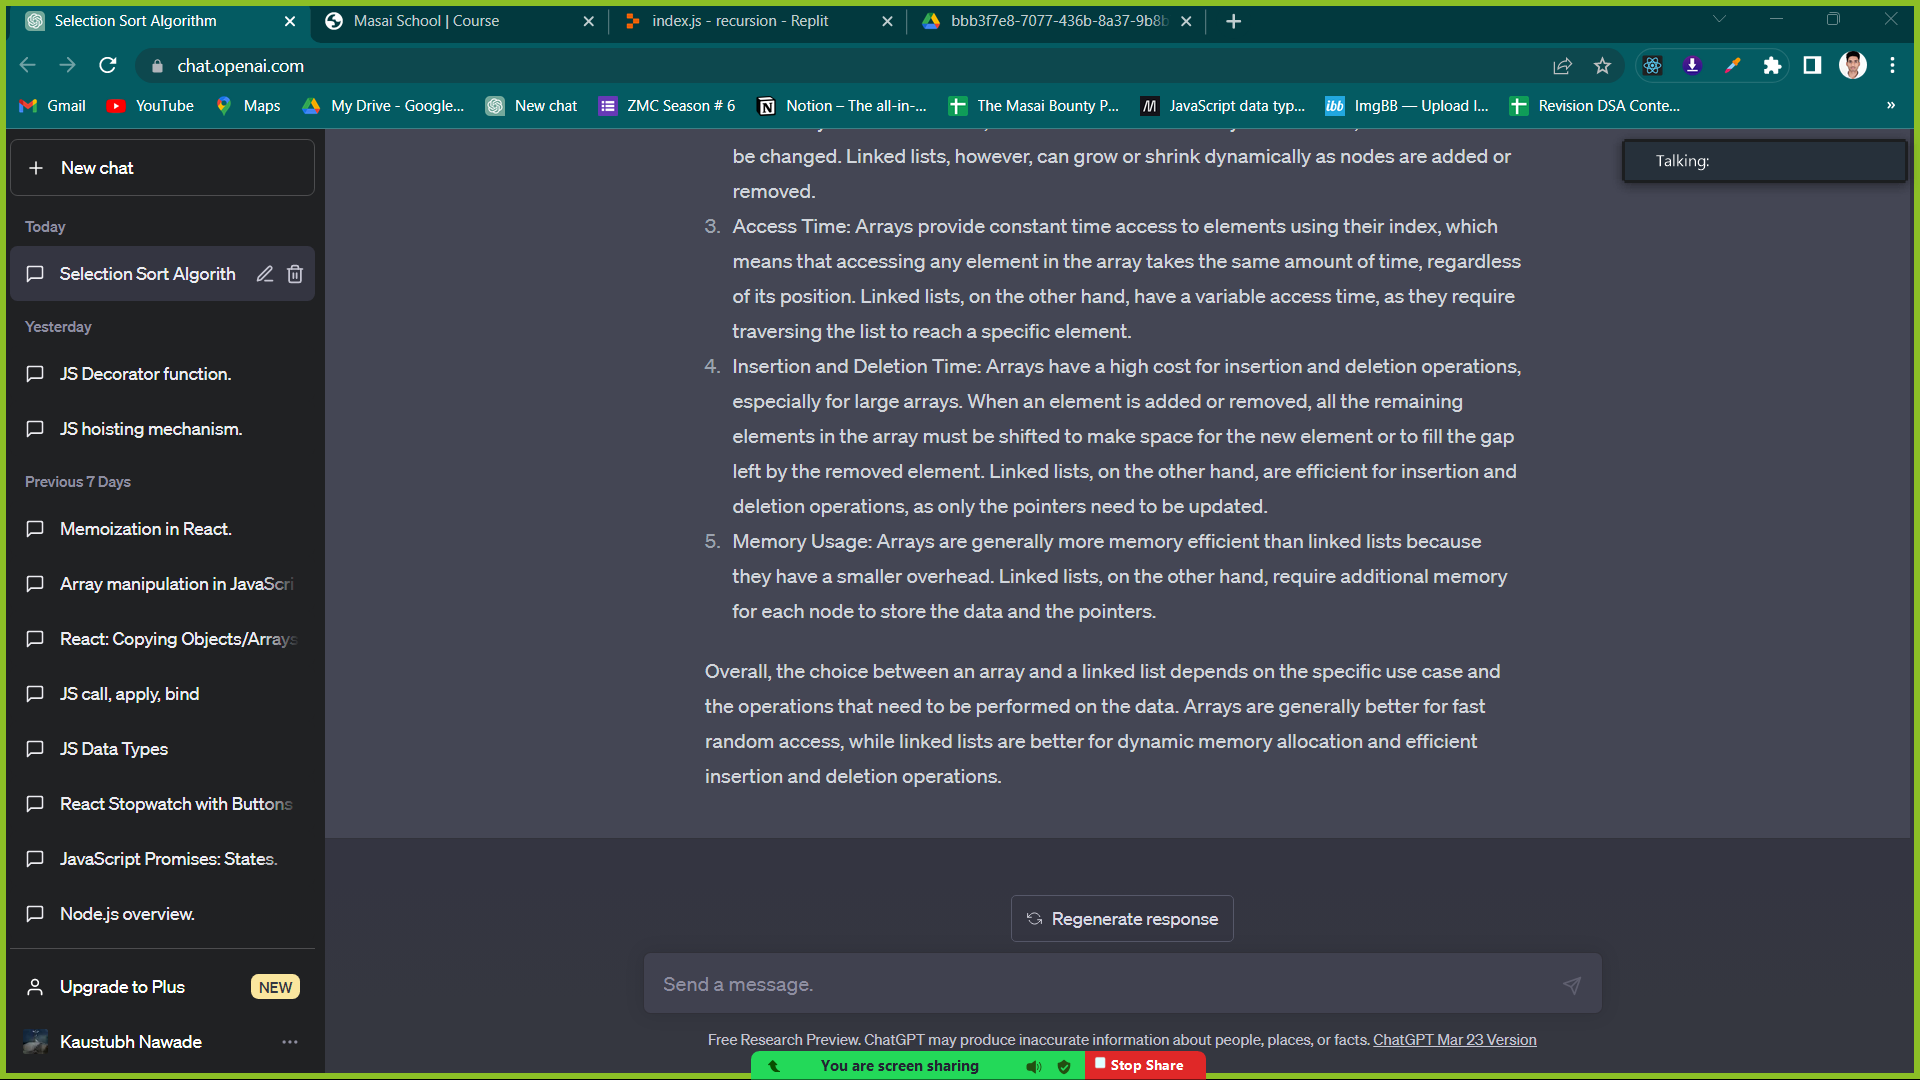 Selection Sort Algorithm
Masai School | Course
index.js - recursion - Replit
bbb3f7e8-7077-436b-8a37-9b8b
chat.openai.com
Gmail
YouTube
Maps
My Drive - Google...
New chat
ZMC Season # 6
Notion – The all-in-...
The Masai Bounty P...
JavaScript data typ...
ibb
ImgBB — Upload I...
Revision DSA Conte...
»
New chat
Today
Selection Sort Algorith
Yesterday
JS Decorator function.
JS hoisting mechanism.
Previous 7 Days
Memoization in React.
Array manipulation in JavaScri
React: Copying Objects/Arrays
JS call, apply, bind
JS Data Types
React Stopwatch with Buttons
JavaScript Promises: States.
Node.js overview.
Upgrade to Plus
NEW
Kaustubh Nawade
Talking:
be changed. Linked lists, however, can grow or shrink dynamically as nodes are added or
removed.
3. Access Time: Arrays provide constant time access to elements using their index, which
means that accessing any element in the array takes the same amount of time, regardless
of its position. Linked lists, on the other hand, have a variable access time, as they require
traversing the list to reach a specific element.
4. Insertion and Deletion Time: Arrays have a high cost for insertion and deletion operations,
especially for large arrays. When an element is added or removed, all the remaining
elements in the array must be shifted to make space for the new element or to fill the gap
left by the removed element. Linked lists, on the other hand, are efficient for insertion and
deletion operations, as only the pointers need to be updated.
5. Memory Usage: Arrays are generally more memory efficient than linked lists because
they have a smaller overhead. Linked lists, on the other hand, require additional memory
for each node to store the data and the pointers.
Overall, the choice between an array and a linked list depends on the specific use case and
the operations that need to be performed on the data. Arrays are generally better for fast
random access, while linked lists are better for dynamic memory allocation and efficient
insertion and deletion operations.
Regenerate response
Send a message.
Free Research Preview. ChatGPT may produce inaccurate information about people, places, or facts. ChatGPT Mar 23 Version
You are screen sharing
Stop Share